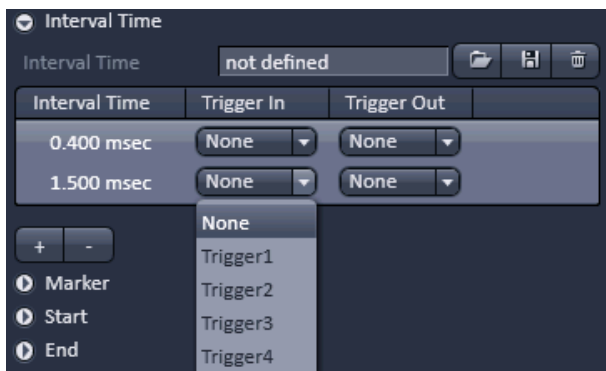 Interval Time
Interval Time not defined
Interval Time Trigger In Trigger Out
0.400 msec None None
1.500 msec None None
None
+ -
Trigger1
Marker
Trigger2
Start
Trigger3
End
Trigger4